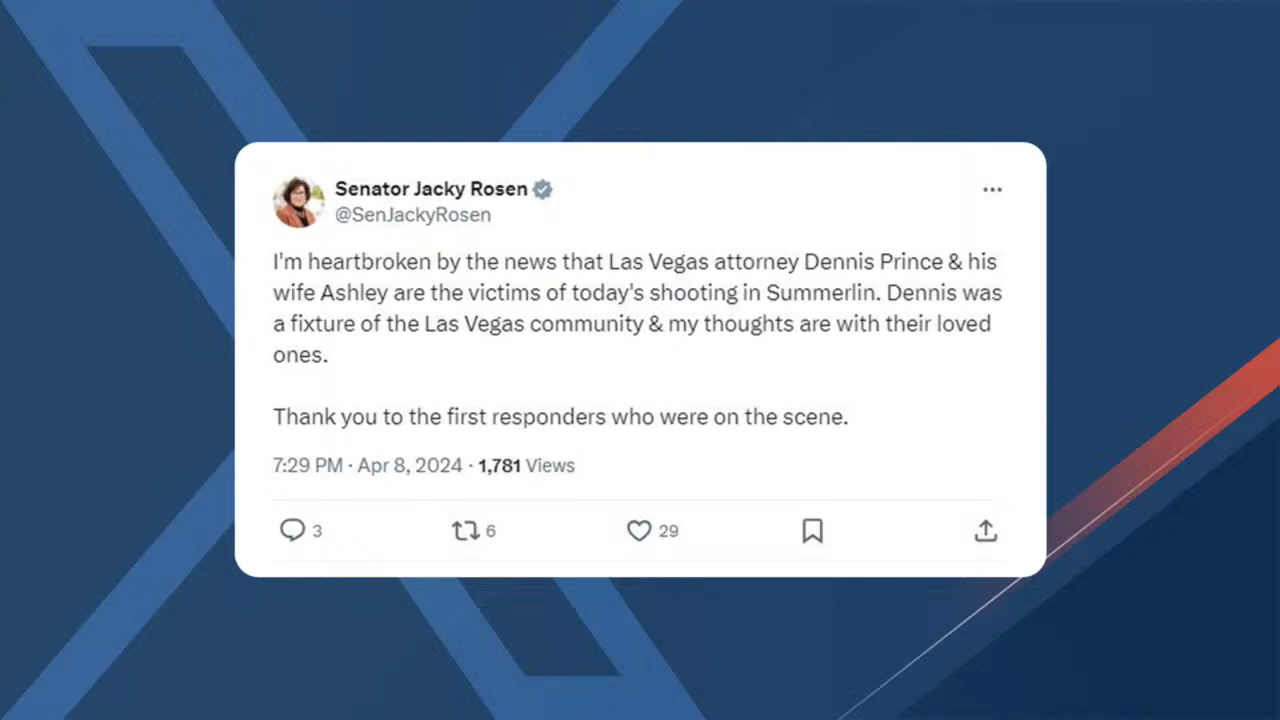 Senator Jacky Rosen
@SenJackyRosen
I'm heartbroken by the news that Las Vegas attorney Dennis Prince & his
wife Ashley are the victims of today's shooting in Summerlin. Dennis was
a fixture of the Las Vegas community & my thoughts are with their loved
ones.
Thank you to the first responders who were on the scene.
7:29 PM · Apr 8, 2024 · 1,781 Views
3 6 29